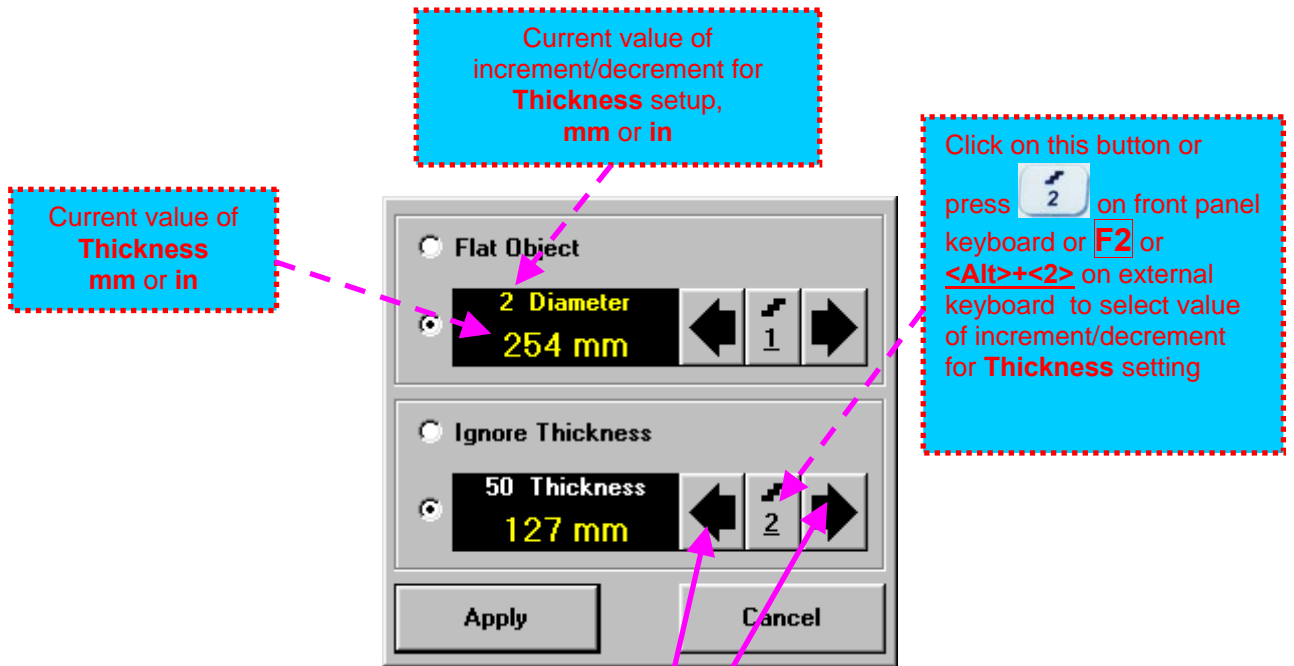 Current value of
increment/decrement for
Thickness setup,
mm or in
Current value of
Thickness
mm or in
Click on this button or
press 2 on front panel
keyboard or F2 or
<Alt>+<2> on external
keyboard to select value
of increment/decrement
for Thickness setting
Flat Object
2 Diameter
254 mm
1
Ignore Thickness
50 Thickness
127 mm
2
Apply
Cancel